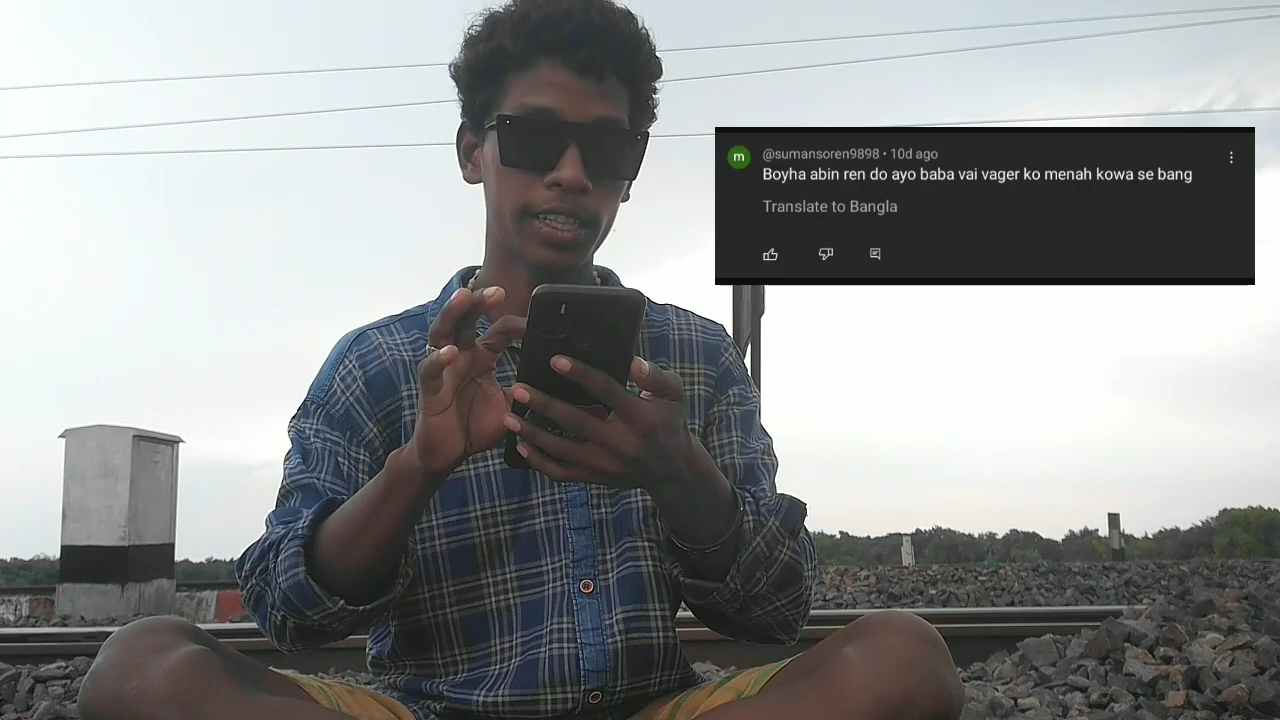 m
@sumansoren9898 • 10d ago
Boyha abin ren do ayo baba vai vager ko menah kowa se bang
Translate to Bangla